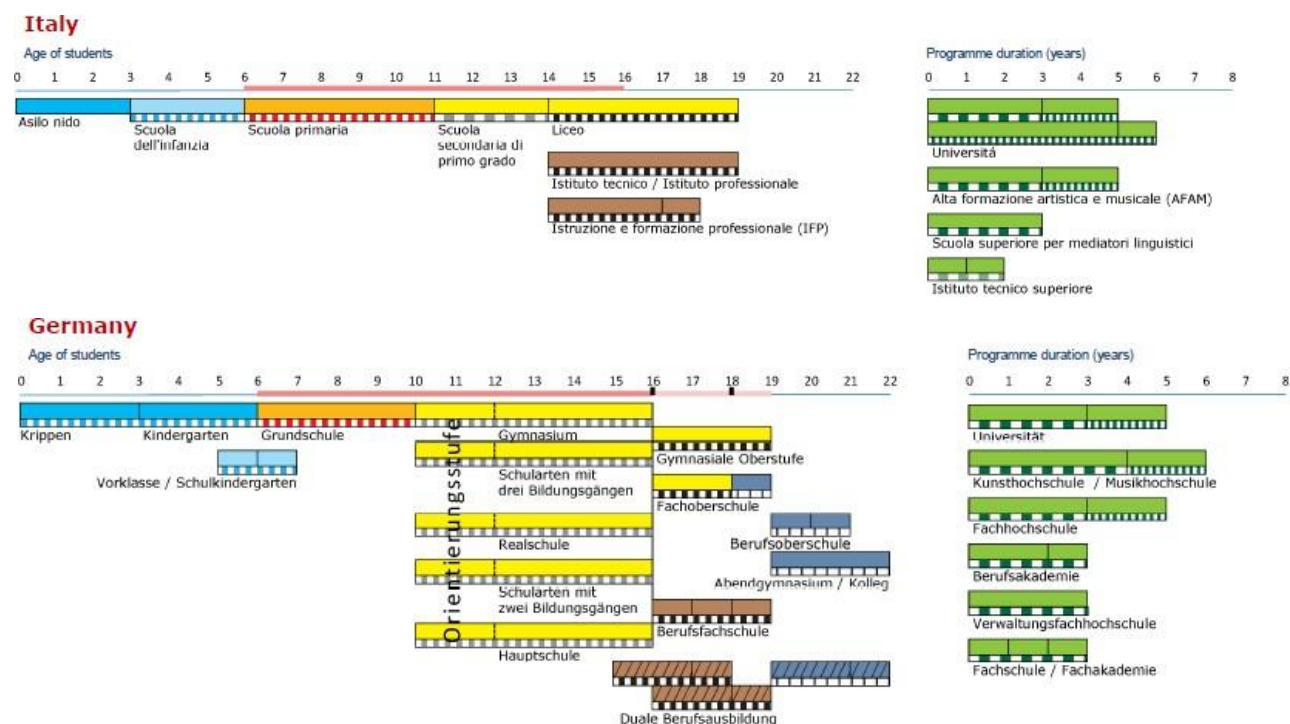 Italy
Age of students
Programme duration (years)
0 1 2 3 4 5 6 7 8 9 10 11 12 13 14 15 16 17 18 19 20 21 22
0 1 2 3 4 5 6 7 8
Asilo nido
Scuola
dell'infanzia
Scuola primaria
Scuola
secondaria di
primo grado
Liceo
Istituto tecnico / Istituto professionale
Istruzione e formazione professionale (IFP)
Universitá
Alta formazione artistica e musicale (AFAM)
Scuola superiore per mediatori linguistici
Istituto tecnico superiore
Germany
Age of students
Programme duration (years)
0 1 2 3 4 5 6 7 8 9 10 11 12 13 14 15 16 17 18 19 20 21 22
0 1 2 3 4 5 6 7 8
Krippen
Kindergarten
Grundschule
Vorklasse / Schulkindergarten
Orientierungsstufe
Gymnasium
Schularten mit
drei Bildungsgängen
Realschule
Schularten mit
zwei Bildungsgängen
Hauptschule
Gymnasiale Oberstufe
Fachoberschule
Berufsoberschule
Abendgymnasium / Kolleg
Berufsfachschule
Duale Berufsausbildung
Universität
Kunsthochschule / Musikhochschule
Fachhochschule
Berufsakademie
Verwaltungsfachhochschule
Fachschule / Fachakademie